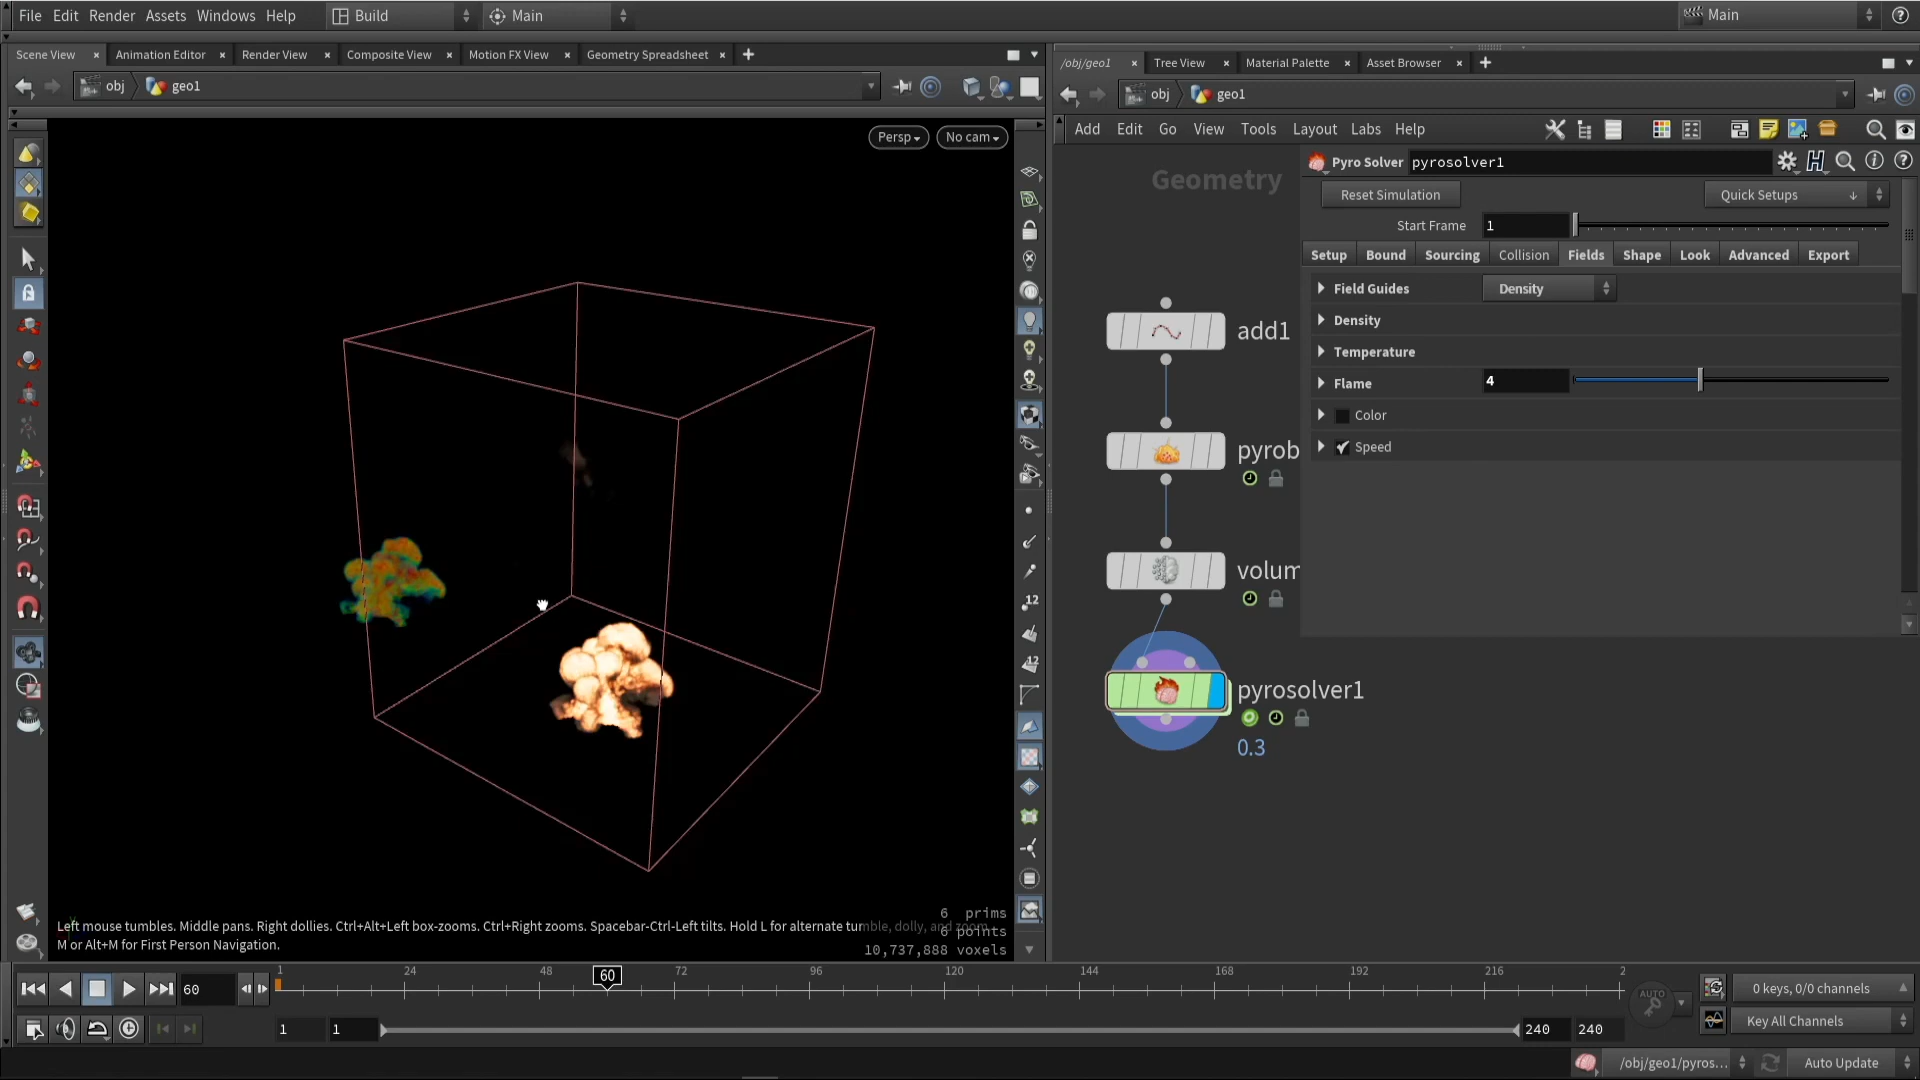 File Edit Render Assets Windows Help Build Main Main
Scene View Animation Editor Render View Composite View Motion FX View Geometry Spreadsheet
obj geo1
Persp No cam
Left mouse tumbles. Middle pans. Right dollies. Ctrl+Alt+Left box-zooms. Ctrl+Right zooms. Spacebar-Ctrl-Left tilts. Hold L for alternate tumble, dolly, and zoom.
M or Alt+M for First Person Navigation.
6 prims
6 points
10,737,888 voxels
12
12
/obj/geo1 Tree View Material Palette Asset Browser
obj geo1
Add Edit Go View Tools Layout Labs Help
Geometry
add1
pyrob
volum
pyrosolver1
0.3
Pyro Solver pyrosolver1
Reset Simulation Quick Setups
Start Frame 1
Setup Bound Sourcing Collision Fields Shape Look Advanced Export
Field Guides Density
Density
Temperature
Flame 4
Color
Speed
60 1 24 48 60 72 96 120 144 168 192 216 2
AUTO
0 keys, 0/0 channels
1 1 240 240
Key All Channels
/obj/geo1/pyros... Auto Update